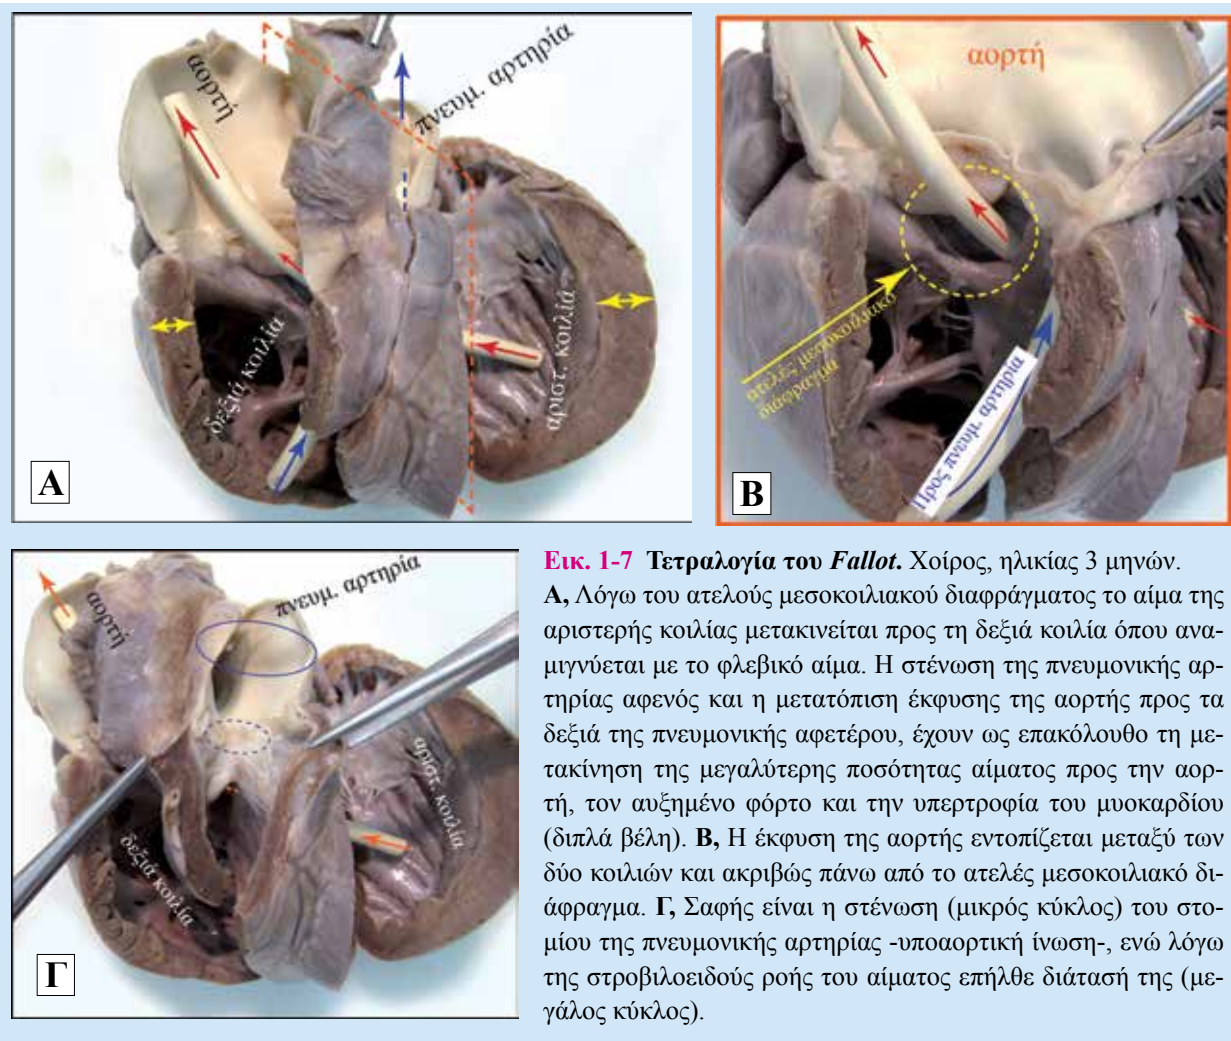 αορτή
πνευμ. αρτηρία
δεξιά κοιλία
αριστ. κοιλία
A
αορτή
ατελές μεσοκοιλιακό
διάφραγμα
Προς πνευμ. αρτηρία
B
αορτή
πνευμ. αρτηρία
δεξιά κοιλία
αριστ. κοιλία
Γ
Εικ. 1-7 Τετραλογία του Fallot. Χοίρος, ηλικίας 3 μηνών.
Α, Λόγω του ατελούς μεσοκοιλιακού διαφράγματος το αίμα της
αριστερής κοιλίας μετακινείται προς τη δεξιά κοιλία όπου ανα-
μιγνύεται με το φλεβικό αίμα. Η στένωση της πνευμονικής αρ-
τηρίας αφενός και η μετατόπιση έκφυσης της αορτής προς τα
δεξιά της πνευμονικής αφετέρου, έχουν ως επακόλουθο τη με-
τακίνηση της μεγαλύτερης ποσότητας αίματος προς την αορ-
τή, τον αυξημένο φόρτο και την υπερτροφία του μυοκαρδίου
(διπλά βέλη). Β, Η έκφυση της αορτής εντοπίζεται μεταξύ των
δύο κοιλιών και ακριβώς πάνω από το ατελές μεσοκοιλιακό δι-
άφραγμα. Γ, Σαφής είναι η στένωση (μικρός κύκλος) του στο-
μίου της πνευμονικής αρτηρίας -υποαορτική ίνωση-, ενώ λόγω
της στροβιλοειδούς ροής του αίματος επήλθε διάτασή της (με-
γάλος κύκλος).